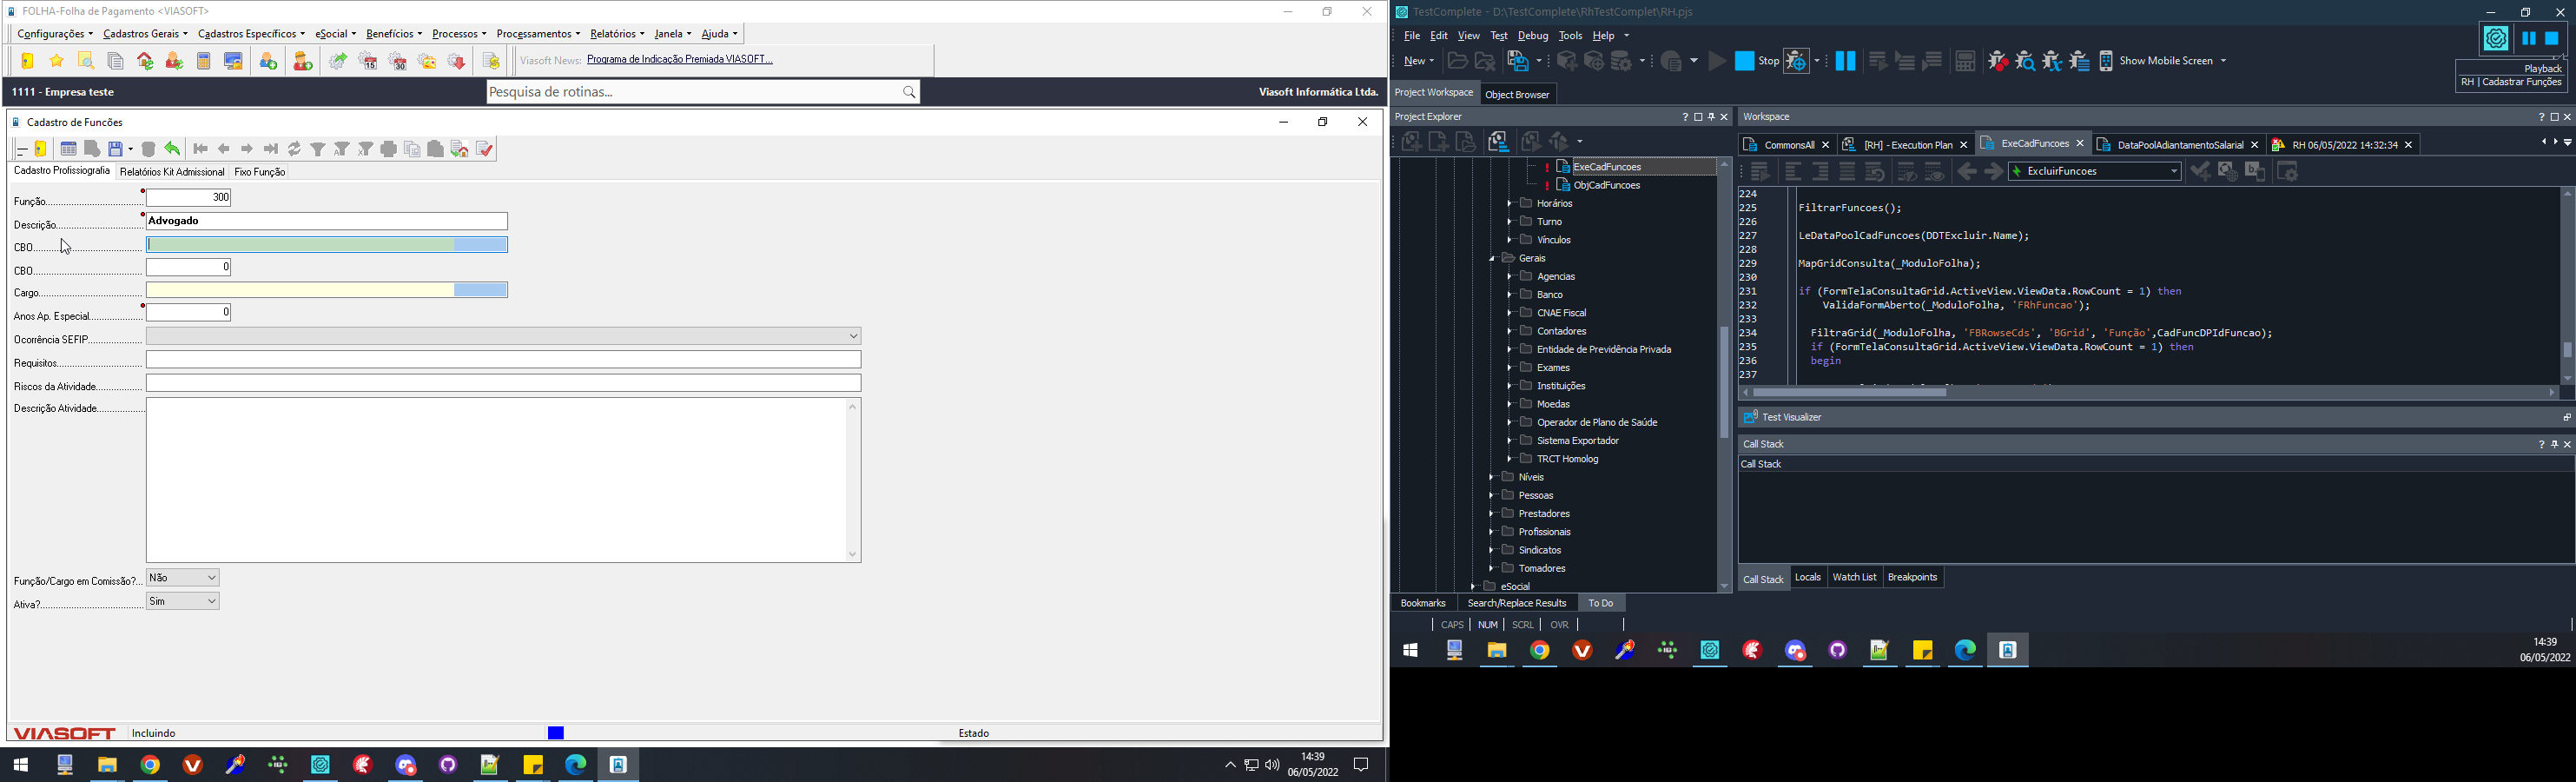 FOLHA-Folha de Pagamento <VIASOFT>
Configurações Cadastros Gerais Cadastros Específicos eSocial Benefícios Processos Processamentos Relatórios Janela Ajuda
Viasoft News: Programa de Indicação Premiada VIASOFT...
1111 - Empresa teste
Pesquisa de rotinas...
Viasoft Informática Ltda.
Cadastro de Funcões
Cadastro Profissiografia Relatórios Kit Admissional Fixo Função
Função............................ 300
Descrição......................... Advogado
CBO...............................
CBO............................... 0
Cargo.............................
Anos Ap. Especial................. 0
Ocorrência SEFIP..................
Requisitos........................
Riscos da Atividade...............
Descrição Atividade...............
Função/Cargo em Comissão?... Não
Ativa?............................ Sim
VIASOFT Incluindo Estado
14:39
06/05/2022
TestComplete - D:\TestComplete\RhTestComplet\RH.pjs
File Edit View Test Debug Tools Help
New Stop Show Mobile Screen
Playback
RH | Cadastrar Funções
Project Workspace Object Browser
Project Explorer
ExeCadFuncoes
ObjCadFuncoes
Horários
Turno
Vínculos
Gerais
Agencias
Banco
CNAE Fiscal
Contadores
Entidade de Previdência Privada
Exames
Instituições
Moedas
Operador de Plano de Saúde
Sistema Exportador
TRCT Homolog
Níveis
Pessoas
Prestadores
Profissionais
Sindicatos
Tomadores
eSocial
Bookmarks Search/Replace Results To Do
CAPS NUM SCRL OVR
Workspace
CommonsAll [RH] - Execution Plan ExeCadFuncoes DataPoolAdiantamentoSalarial RH 06/05/2022 14:32:34
ExcluirFuncoes
224
225 FiltrarFuncoes();
226
227 LeDataPoolCadFuncoes(DDTExcluir.Name);
228
229 MapGridConsulta(_ModuloFolha);
230
231 if (FormTelaConsultaGrid.ActiveView.ViewData.RowCount = 1) then
232 ValidaFormAberto(_ModuloFolha, 'FRhFuncao');
233
234 FiltraGrid(_ModuloFolha, 'FBRowseCds', 'BGrid', 'Função',CadFuncDPIdFuncao);
235 if (FormTelaConsultaGrid.ActiveView.ViewData.RowCount = 1) then
236 begin
237
Test Visualizer
Call Stack
Call Stack
Call Stack Locals Watch List Breakpoints
14:39
06/05/2022